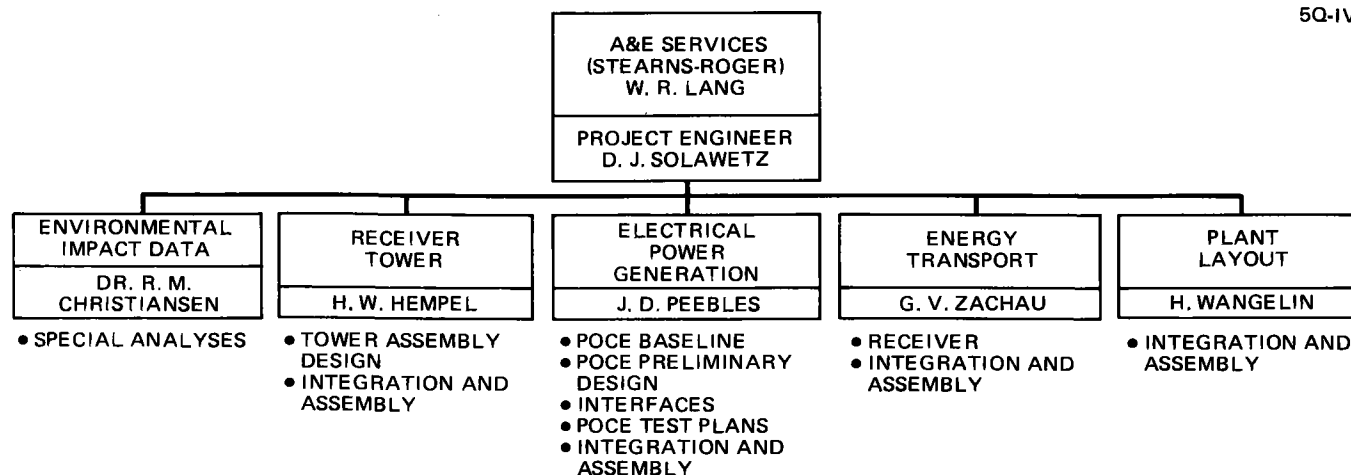 5Q-IV
A&E SERVICES
(STEARNS-ROGER)
W. R. LANG
PROJECT ENGINEER
D. J. SOLAWETZ
ENVIRONMENTAL
IMPACT DATA
DR. R. M.
CHRISTIANSEN
• SPECIAL ANALYSES
RECEIVER
TOWER
H. W. HEMPEL
• TOWER ASSEMBLY
DESIGN
• INTEGRATION AND
ASSEMBLY
ELECTRICAL
POWER
GENERATION
J. D. PEEBLES
• POCE BASELINE
• POCE PRELIMINARY
DESIGN
• INTERFACES
• POCE TEST PLANS
• INTEGRATION AND
ASSEMBLY
ENERGY
TRANSPORT
G. V. ZACHAU
• RECEIVER
• INTEGRATION AND
ASSEMBLY
PLANT
LAYOUT
H. WANGELIN
• INTEGRATION AND
ASSEMBLY